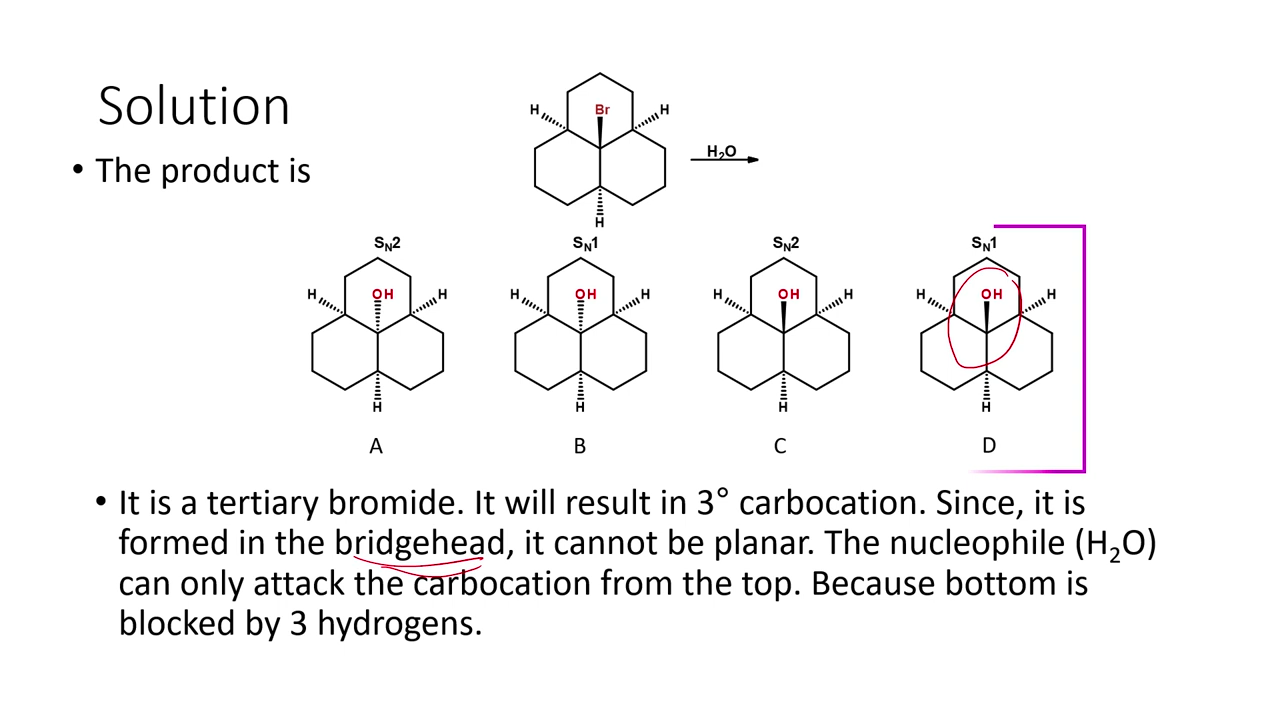 Solution
• The product is
H Br H
H₂O
H
SN2 SN1 SN2 SN1
H OH H H OH H H OH H H OH H
H H H H
A B C D
• It is a tertiary bromide. It will result in 3° carbocation. Since, it is
formed in the bridgehead, it cannot be planar. The nucleophile (H₂O)
can only attack the carbocation from the top. Because bottom is
blocked by 3 hydrogens.